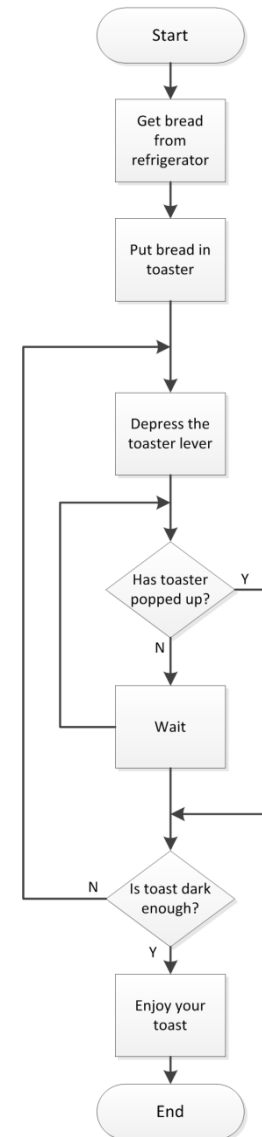 Start
Get bread
from
refrigerator
Put bread in
toaster
Depress the
toaster lever
Has toaster
popped up?
Y
N
Wait
Is toast dark
enough?
N
Y
Enjoy your
toast
End